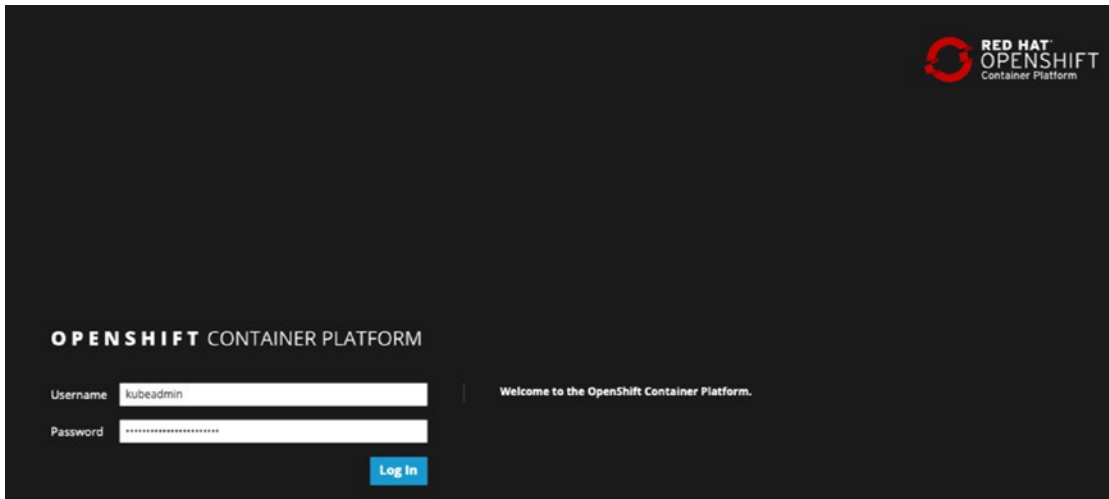 RED HAT
OPENSHIFT
Container Platform
OPENSHIFT CONTAINER PLATFORM
Username kubeadmin
Welcome to the OpenShift Container Platform.
Password ·······················
Log In